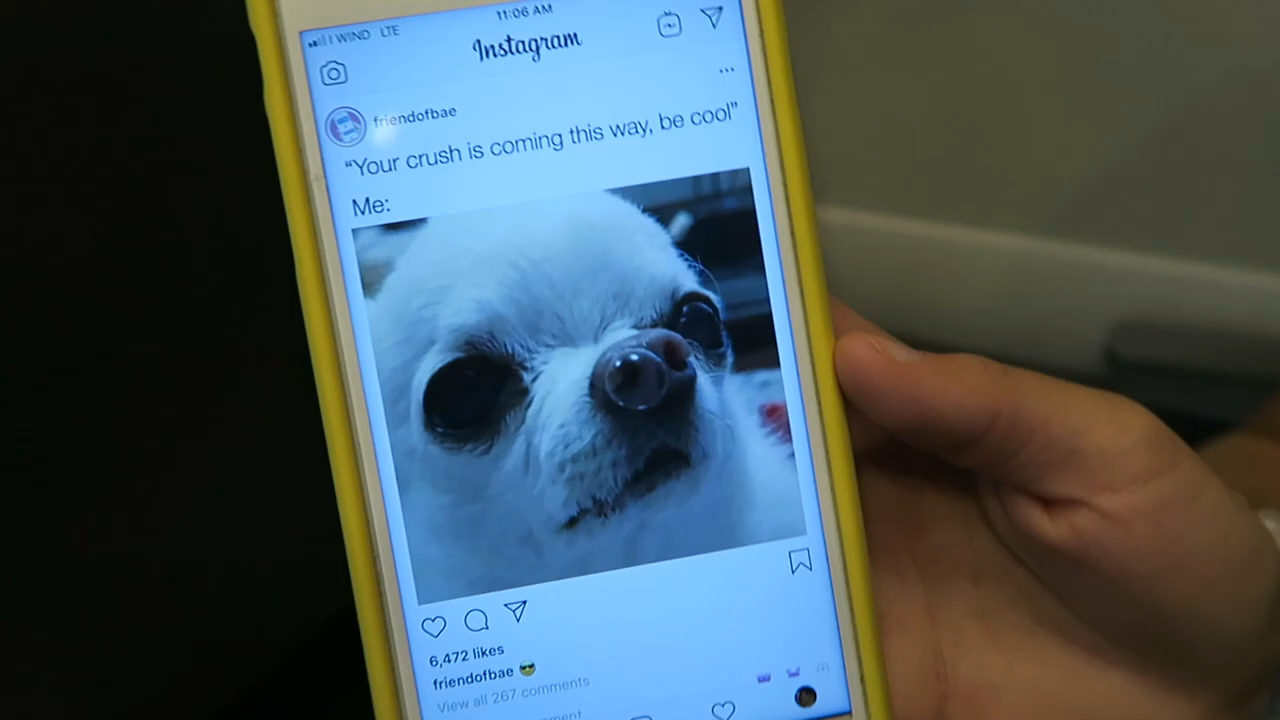 11:06 AM
WIND LTE
Instagram
friendofbae
“Your crush is coming this way, be cool”
Me:
6,472 likes
friendofbae 😎
View all 267 comments